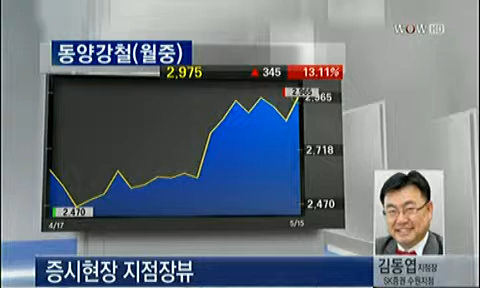 WOW HD
동양강철(월중)
2,975 ▲ 345 13.11%
2,965
2,965
2,718
2,470
2,470
4/17 5/15
김동엽 지점장
SK증권 수원지점
증시현장 지점장뷰